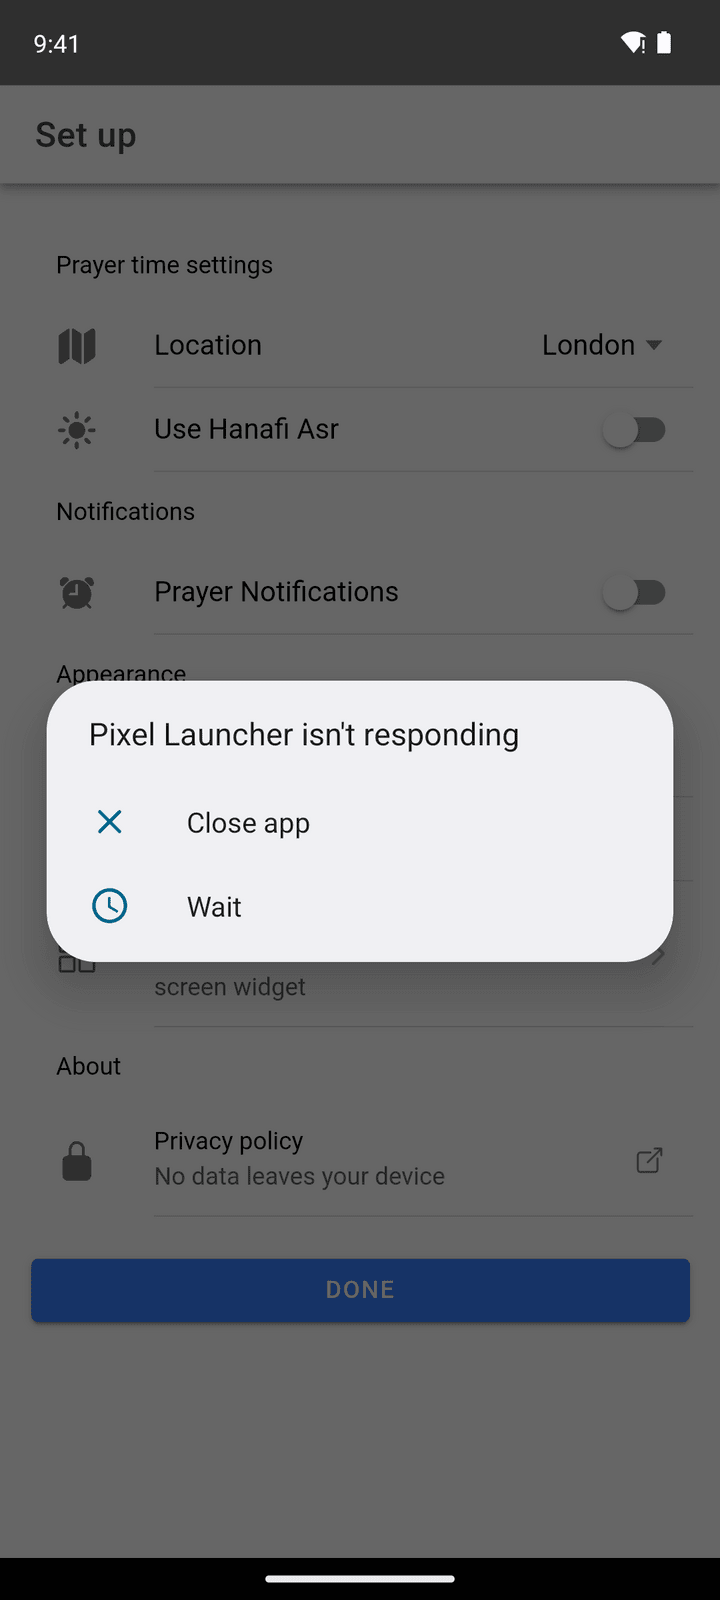 9:41
Set up
Prayer time settings
Location
London
Use Hanafi Asr
Notifications
Prayer Notifications
Appearance
Pixel Launcher isn't responding
Close app
Wait
screen widget
About
Privacy policy
No data leaves your device
DONE